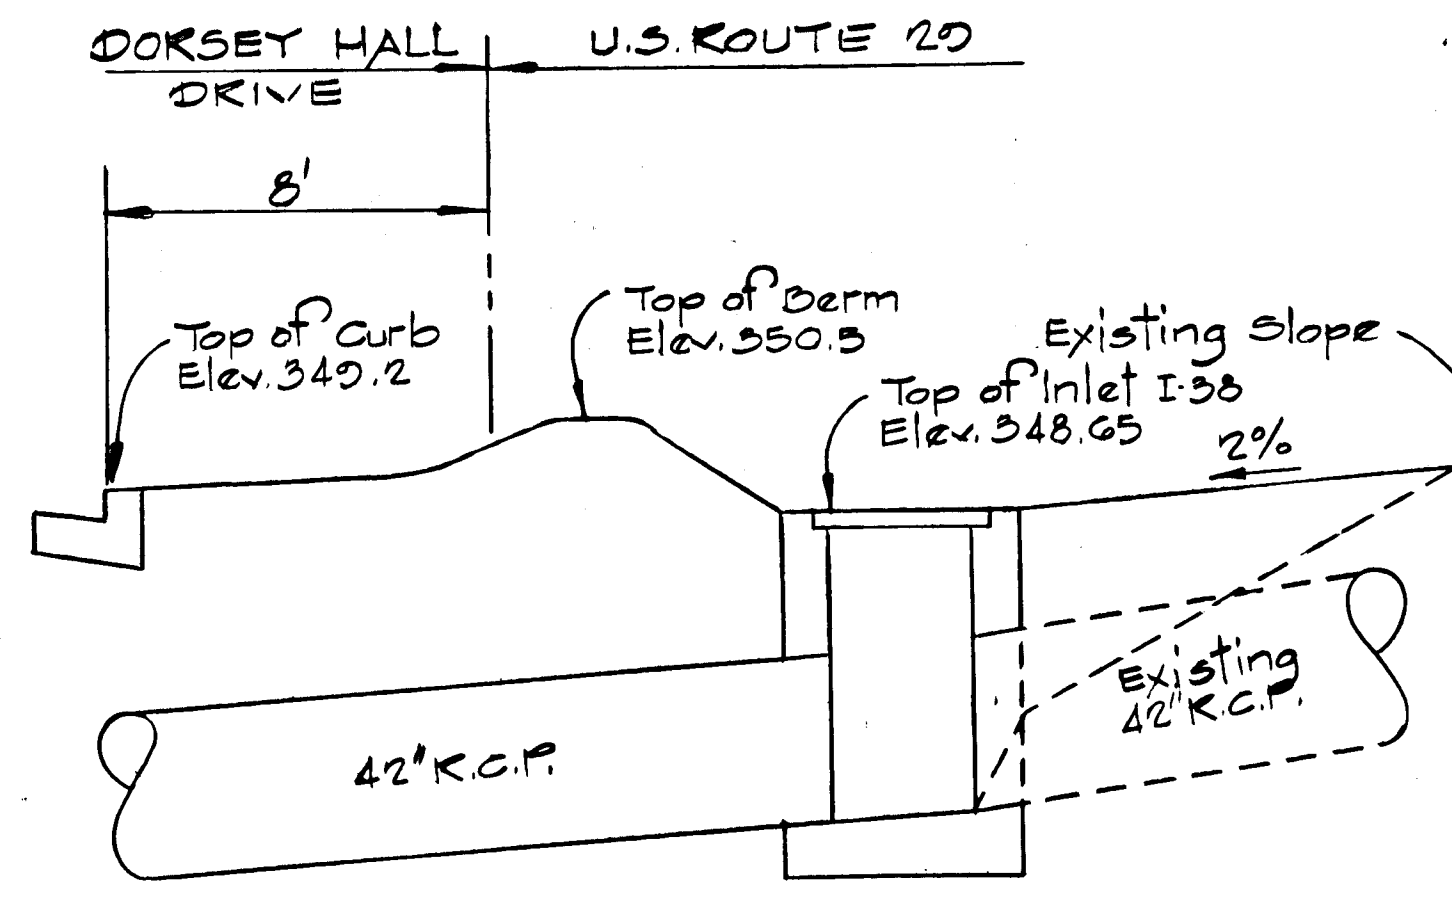 DORSEY HALL
DRIVE
U.S. ROUTE 29
8'
Top of Curb
Elev. 349.2
Top of Berm
Elev. 350.5
Existing Slope
Top of Inlet I-38
Elev. 348.65
2%
Existing
42" R.C.P.
42" R.C.P.